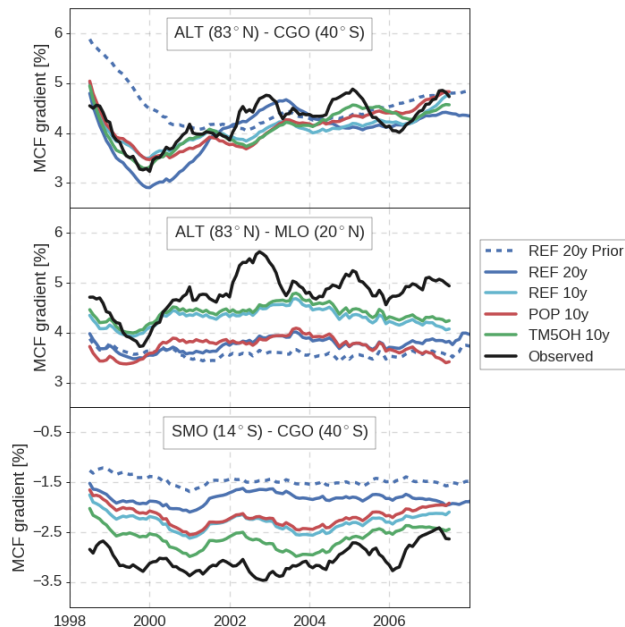 ALT (83°N) - CGO (40°S)
MCF gradient [%]
6
5
4
3
ALT (83°N) - MLO (20°N)
MCF gradient [%]
6
5
4
3
SMO (14°S) - CGO (40°S)
MCF gradient [%]
−0.5
−1.5
−2.5
−3.5
1998 2000 2002 2004 2006
REF 20y Prior
REF 20y
REF 10y
POP 10y
TM5OH 10y
Observed